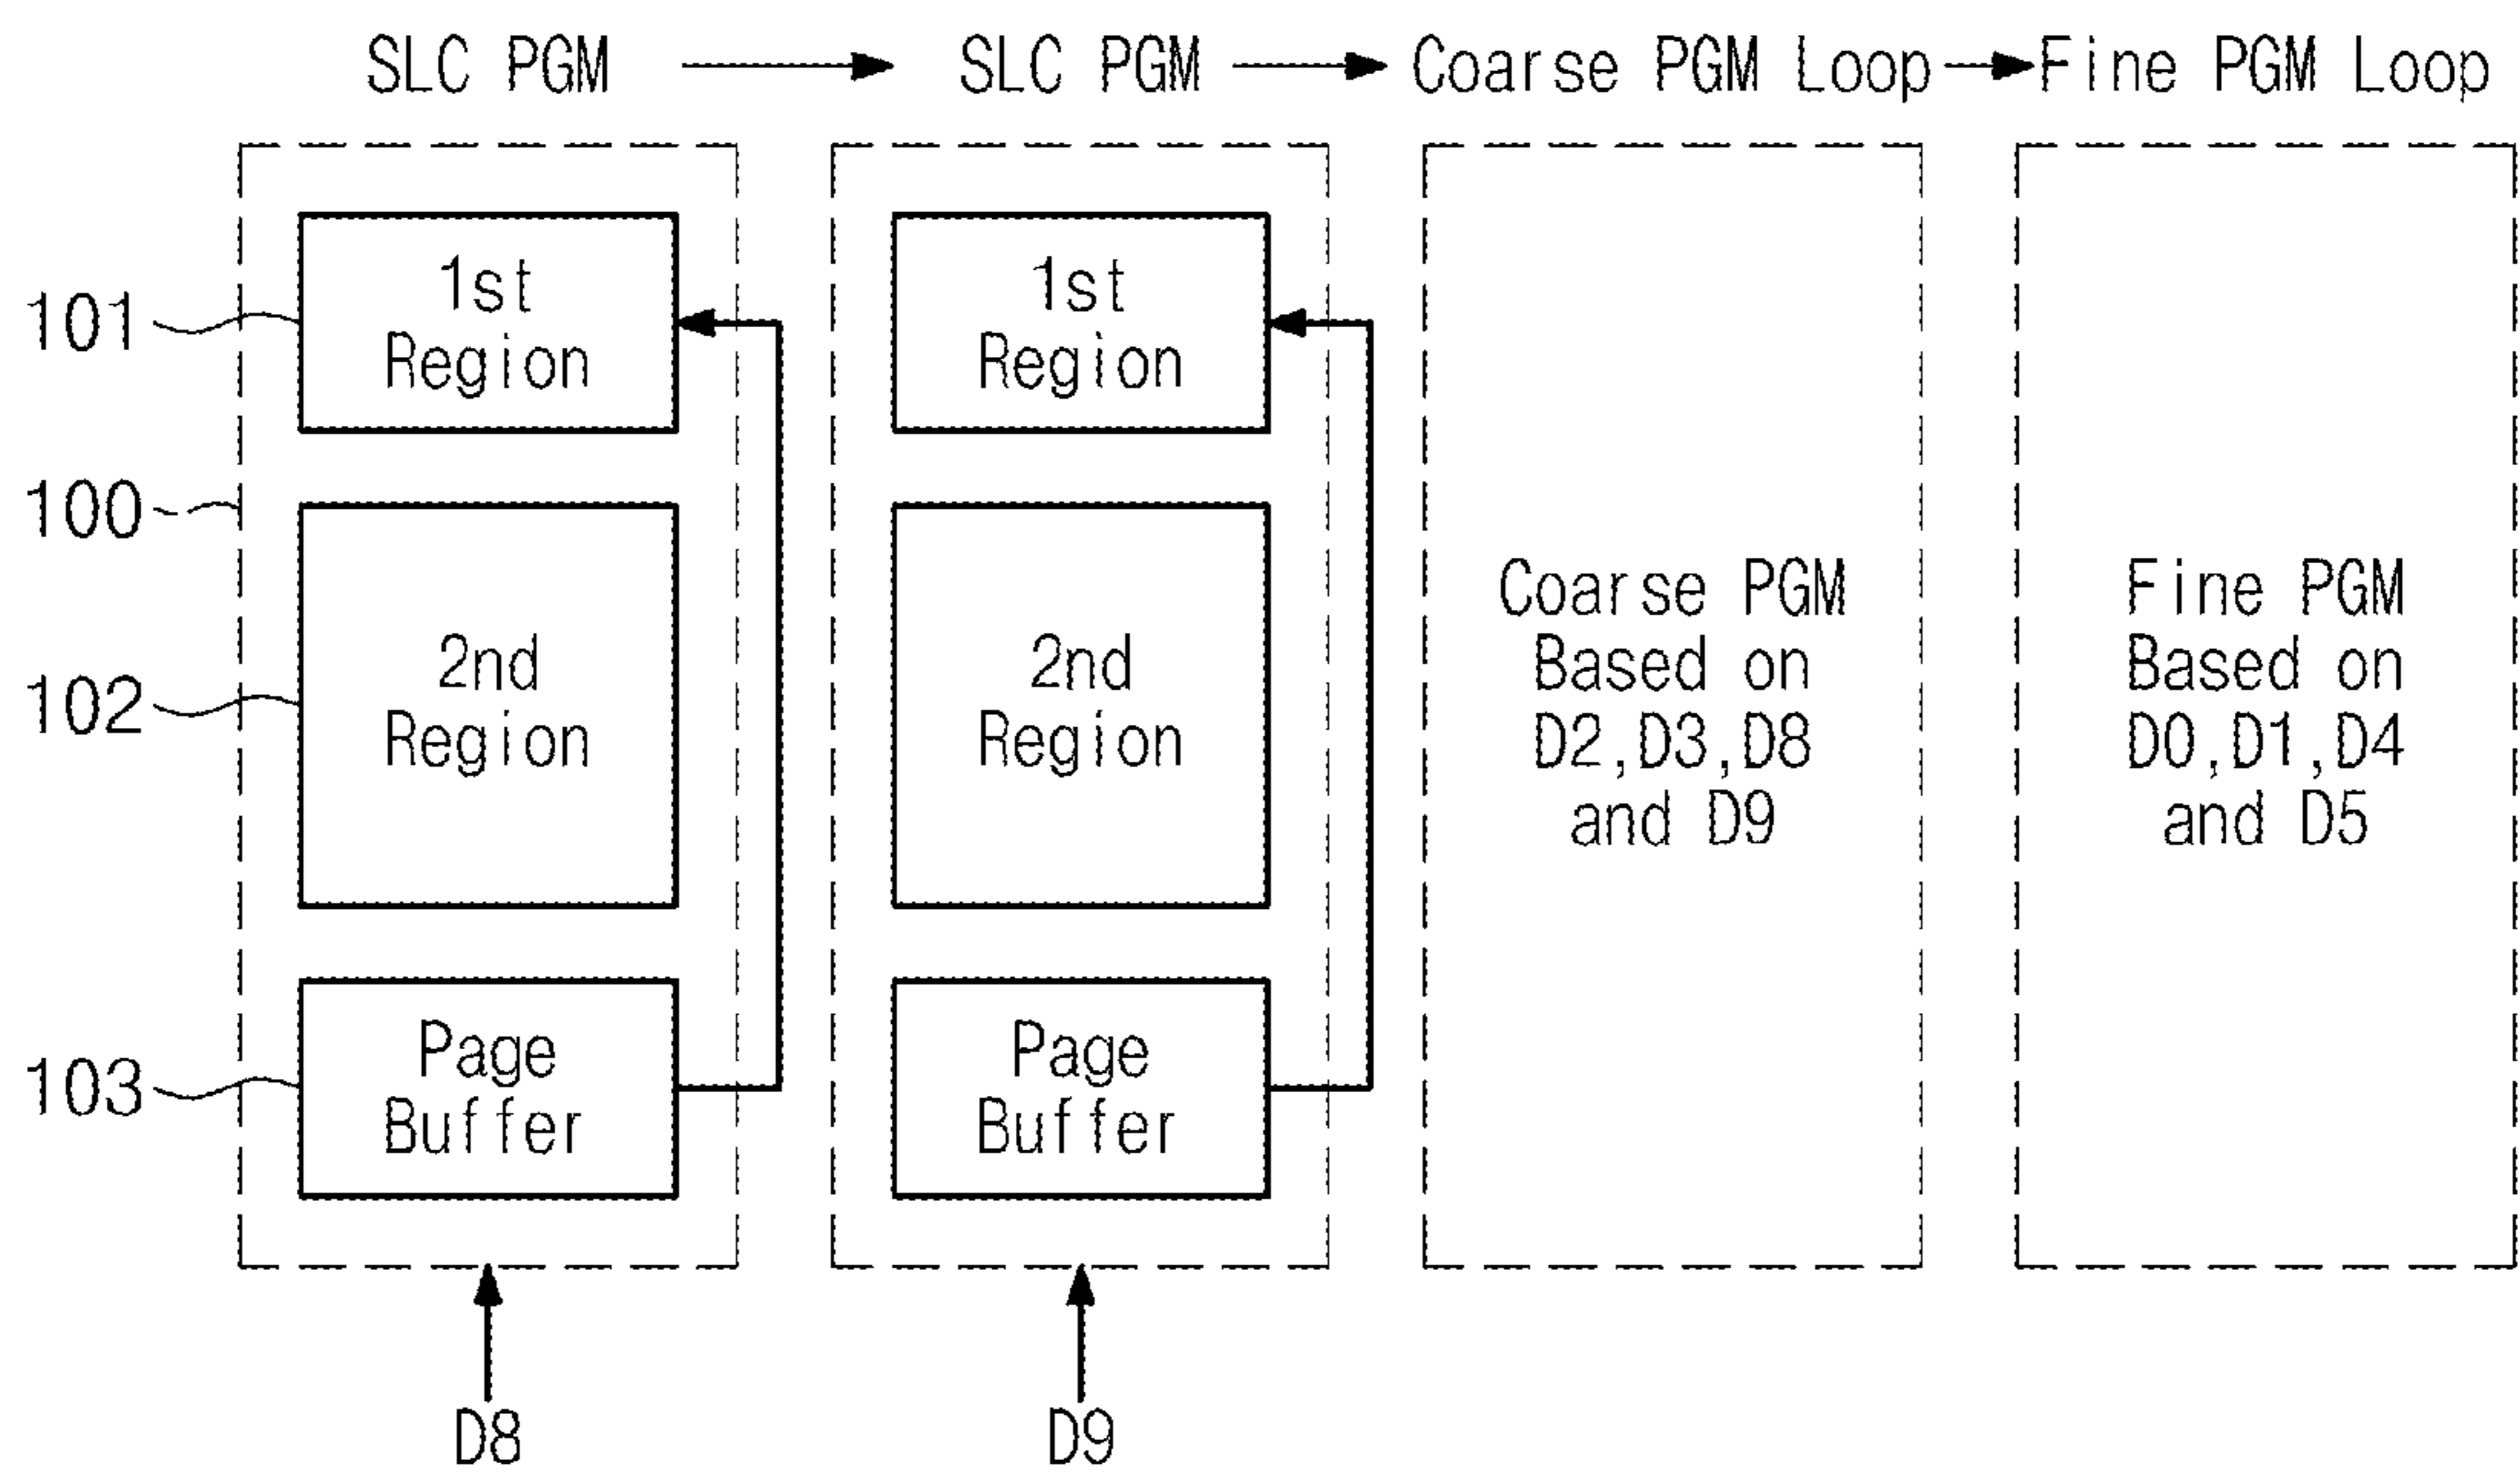 SLC PGM
SLC PGM
Coarse PGM Loop
Fine PGM Loop
101
100
102
103
1st
Region
2nd
Region
Page
Buffer
D8
1st
Region
2nd
Region
Page
Buffer
D9
Coarse PGM
Based on
D2,D3,D8
and D9
Fine PGM
Based on
D0,D1,D4
and D5